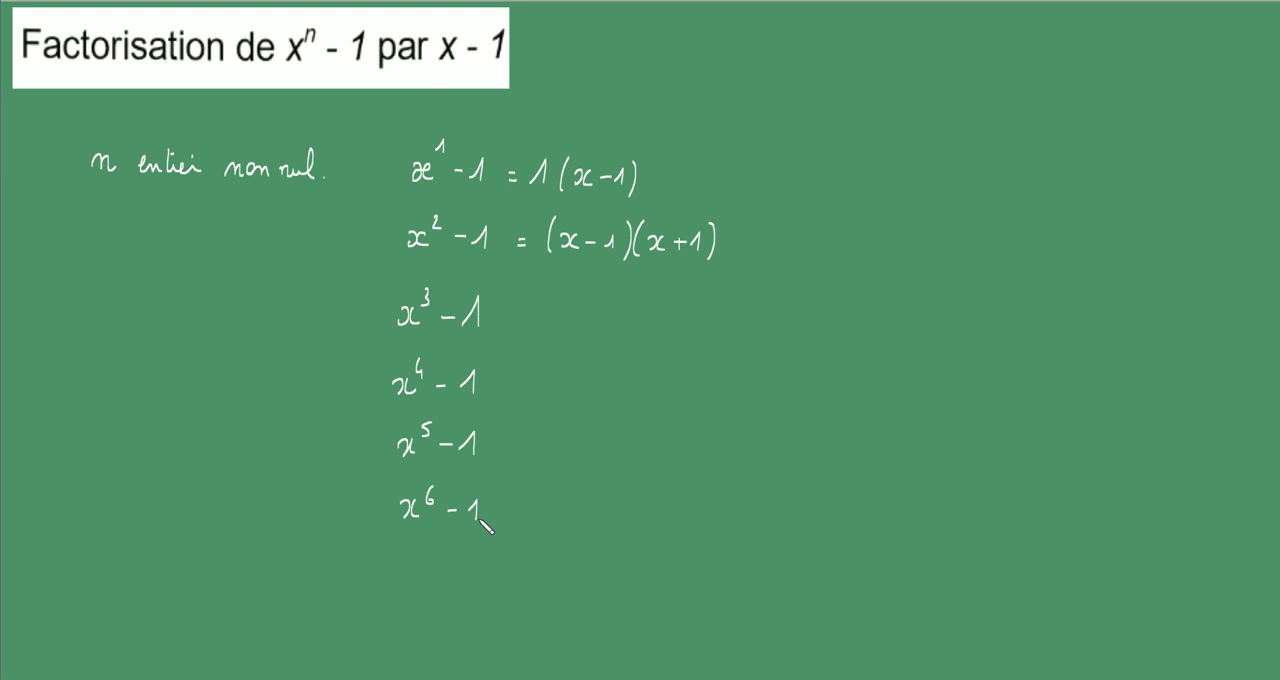 Factorisation de xⁿ - 1 par x - 1
n entier non nul. x¹ - 1 = 1(x-1)
x² - 1 = (x-1)(x+1)
x³ - 1
x⁴ - 1
x⁵ - 1
x⁶ - 1